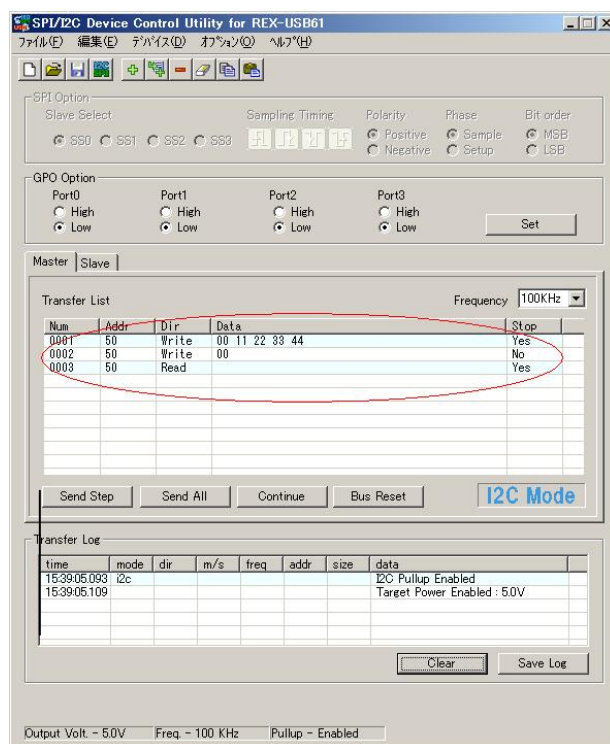 SPI/I2C Device Control Utility for REX-USB61
ファイル(F) 編集(E) デバイス(D) オプション(O) ヘルプ(H)
SPI Option
Slave Select Sampling Timing Polarity Phase Bit order
SS0 SS1 SS2 SS3 Positive Sample MSB
Negative Setup LSB
GPO Option
Port0 Port1 Port2 Port3
High High High High
Low Low Low Low Set
Master Slave
Transfer List Frequency 100KHz
Num Addr Dir Data Stop
0001 50 Write 00 11 22 33 44 Yes
0002 50 Write 00 No
0003 50 Read Yes
Send Step Send All Continue Bus Reset I2C Mode
Transfer Log
time mode dir m/s freq addr size data
15:39:05.093 i2c I2C Pullup Enabled
15:39:05.109 Target Power Enabled : 5.0V
Clear Save Log
Output Volt. - 5.0V Freq. - 100 KHz Pullup - Enabled